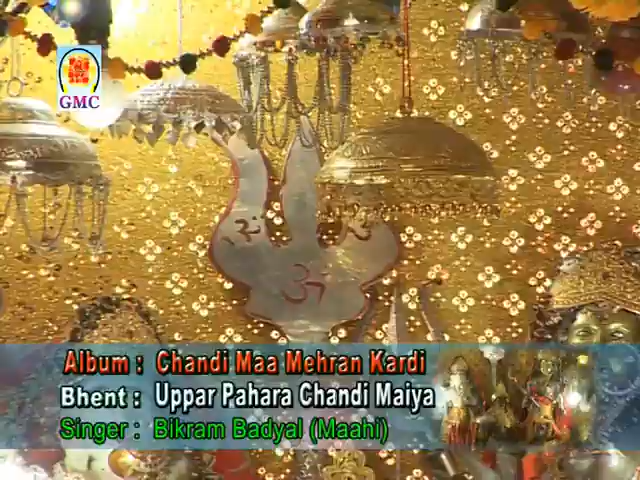 GMC
ॐ ॐ ॐ
Album : Chandi Maa Mehran Kardi
Bhent : Uppar Pahara Chandi Maiya
Singer : Bikram Badyal (Maahi)